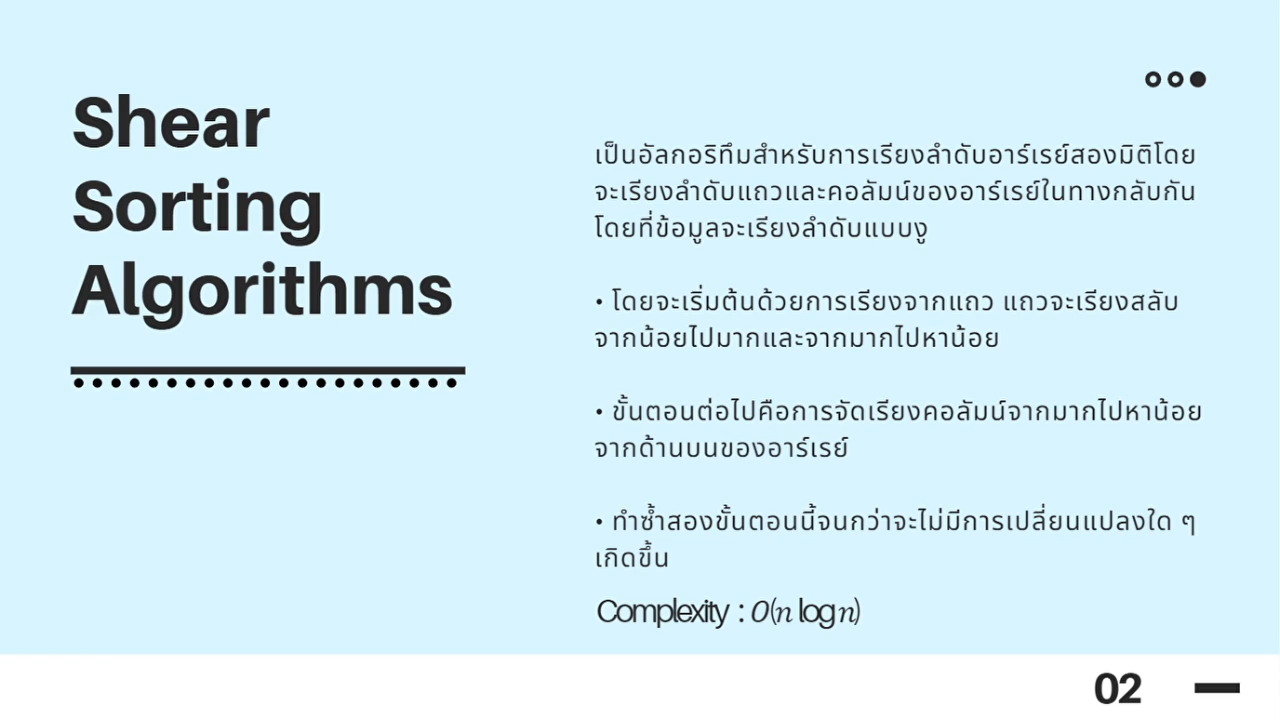 Shear
Sorting
Algorithms
เป็นอัลกอริทึมสำหรับการเรียงลำดับอาร์เรย์สองมิติโดย
จะเรียงลำดับแถวและคอลัมน์ของอาร์เรย์ในทางกลับกัน
โดยที่ข้อมูลจะเรียงลำดับแบบงู
• โดยจะเริ่มต้นด้วยการเรียงจากแถว แถวจะเรียงสลับ
จากน้อยไปมากและจากมากไปหาน้อย
• ขั้นตอนต่อไปคือการจัดเรียงคอลัมน์จากมากไปหาน้อย
จากด้านบนของอาร์เรย์
• ทำซ้ำสองขั้นตอนนี้จนกว่าจะไม่มีการเปลี่ยนแปลงใด ๆ
เกิดขึ้น
Complexity : O(n log n)
02